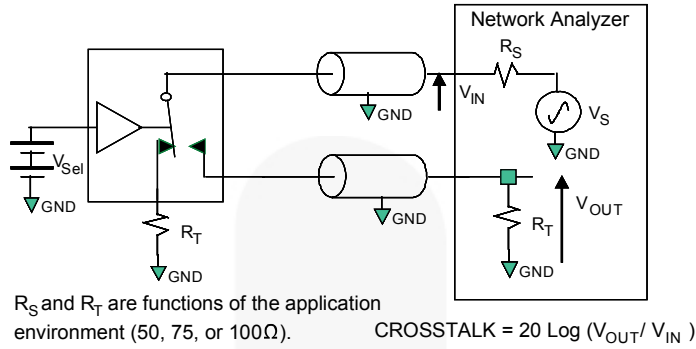 Network Analyzer
R_S
V_IN
V_S
GND
GND
V_Sel
GND
GND
V_OUT
R_T
R_T
GND
GND
R_S and R_T are functions of the application
environment (50, 75, or 100Ω).
CROSSTALK = 20 Log (V_OUT/ V_IN )